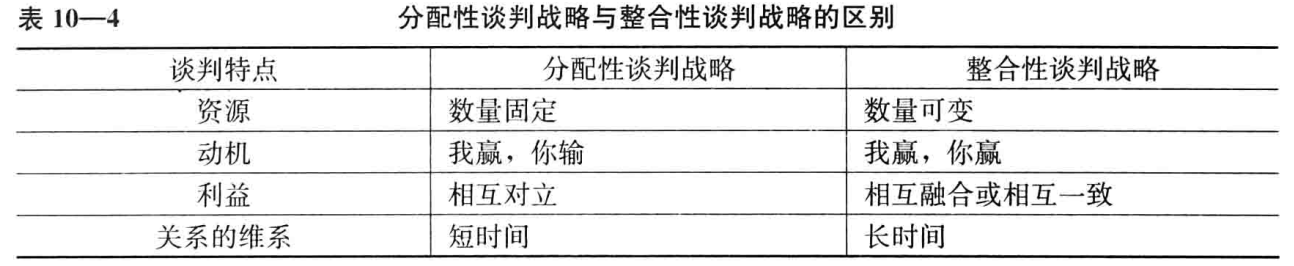 表 10—4 分配性谈判战略与整合性谈判战略的区别
谈判特点 分配性谈判战略 整合性谈判战略
资源 数量固定 数量可变
动机 我赢，你输 我赢，你赢
利益 相互对立 相互融合或相互一致
关系的维系 短时间 长时间